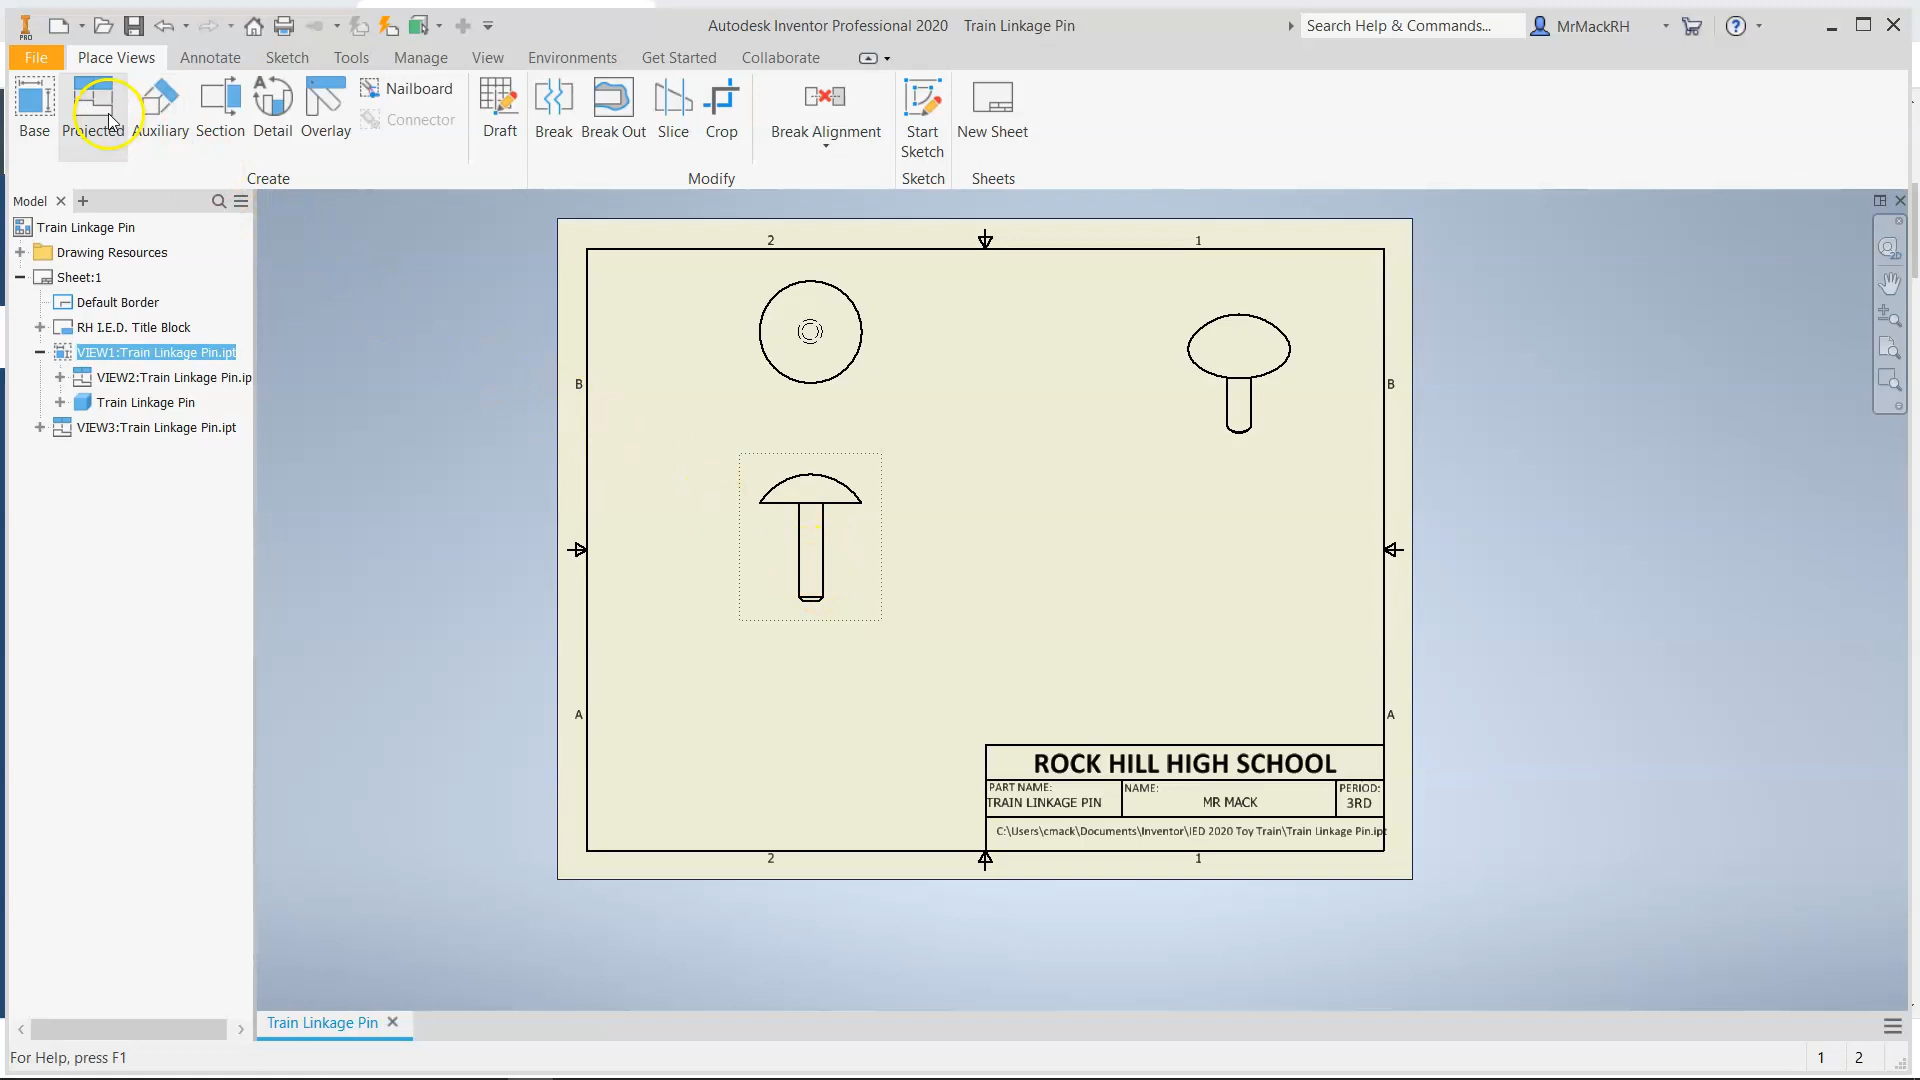 Autodesk Inventor Professional 2020 Train Linkage Pin
Search Help & Commands...
MrMackRH
PRO
File Place Views Annotate Sketch Tools Manage View Environments Get Started Collaborate
Base Projected Auxiliary Section Detail Overlay
Nailboard
Connector
Draft Break Break Out Slice Crop Break Alignment Start Sketch New Sheet
Create Modify Sketch Sheets
Model
Train Linkage Pin
Drawing Resources
Sheet:1
Default Border
RH I.E.D. Title Block
VIEW1:Train Linkage Pin.ipt
VIEW2:Train Linkage Pin.ip
Train Linkage Pin
VIEW3:Train Linkage Pin.ipt
2 1
B B
A A
ROCK HILL HIGH SCHOOL
PART NAME: NAME: PERIOD:
TRAIN LINKAGE PIN MR MACK 3RD
C:\Users\cmack\Documents\Inventor\IED 2020 Toy Train\Train Linkage Pin.ipt
2 1
Train Linkage Pin
For Help, press F1
1 2